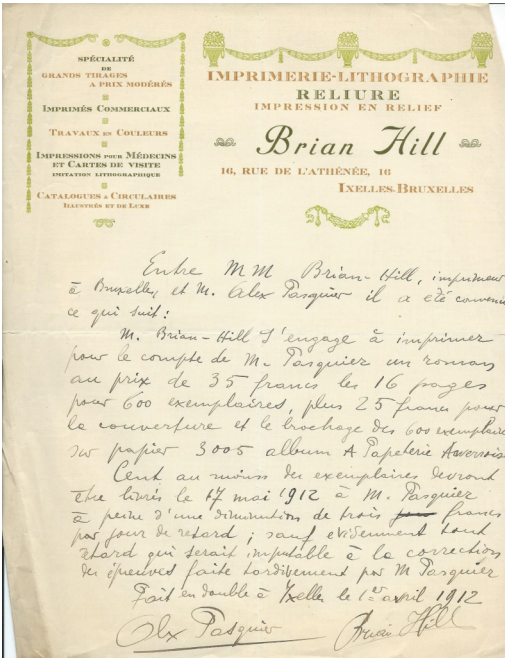 SPÉCIALITÉ
DE
GRANDS TIRAGES
A PRIX MODÉRÉS
IMPRIMÉS COMMERCIAUX
TRAVAUX EN COULEURS
IMPRESSIONS POUR MÉDECINS
ET CARTES DE VISITE
IMITATION LITHOGRAPHIQUE
CATALOGUES & CIRCULAIRES
ILLUSTRÉS ET DE LUXE
IMPRIMERIE-LITHOGRAPHIE
RELIURE
IMPRESSION EN RELIEF
Brian Hill
16, RUE DE L'ATHÉNÉE, 16
IXELLES-BRUXELLES
Entre MM Brian-Hill, imprimeur
à Bruxelles et M. Alex Pasquier il a été convenu
ce qui suit :
M. Brian-Hill s'engage à imprimer
pour le compte de M. Pasquier un roman
au prix de 35 francs les 16 pages
pour 600 exemplaires, plus 25 francs pour
la couverture et le brochage des 600 exemplaires
sur papier 3005 album A Papeterie
Cent au moins des exemplaires devront
être livrés le 17 mai 1912 à M. Pasquier
à peine d'une diminution de trois francs
par jour de retard ; sauf évidemment tout
retard qui serait imputable à la correction
des épreuves faite tardivement par M Pasquier
Fait en double à Ixelles le 1er avril 1912
Alex Pasquier Brian Hill